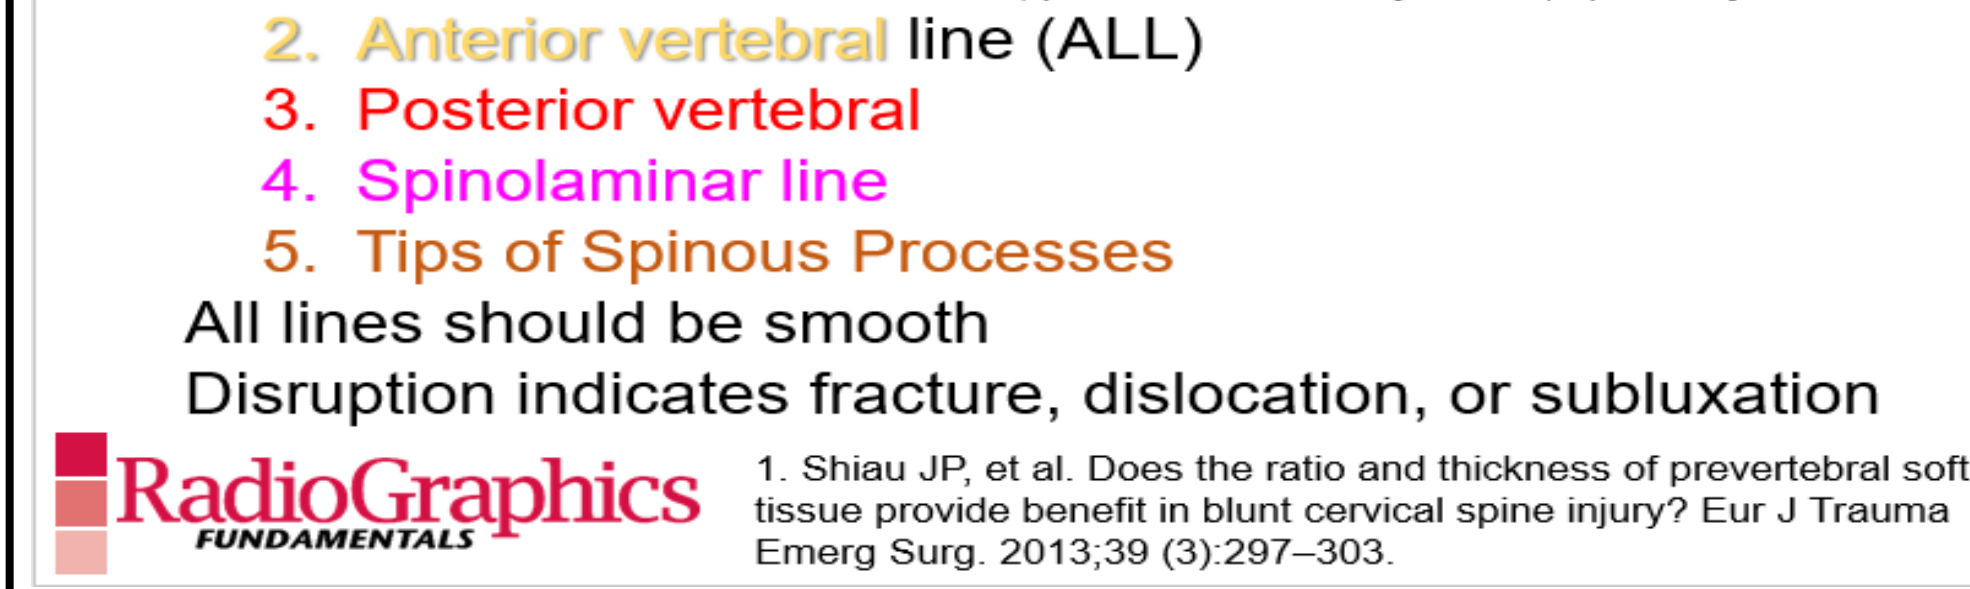 2. Anterior vertebral line (ALL)
3. Posterior vertebral
4. Spinolaminar line
5. Tips of Spinous Processes
All lines should be smooth
Disruption indicates fracture, dislocation, or subluxation
RadioGraphics
FUNDAMENTALS
1. Shiau JP, et al. Does the ratio and thickness of prevertebral soft
tissue provide benefit in blunt cervical spine injury? Eur J Trauma
Emerg Surg. 2013;39 (3):297–303.